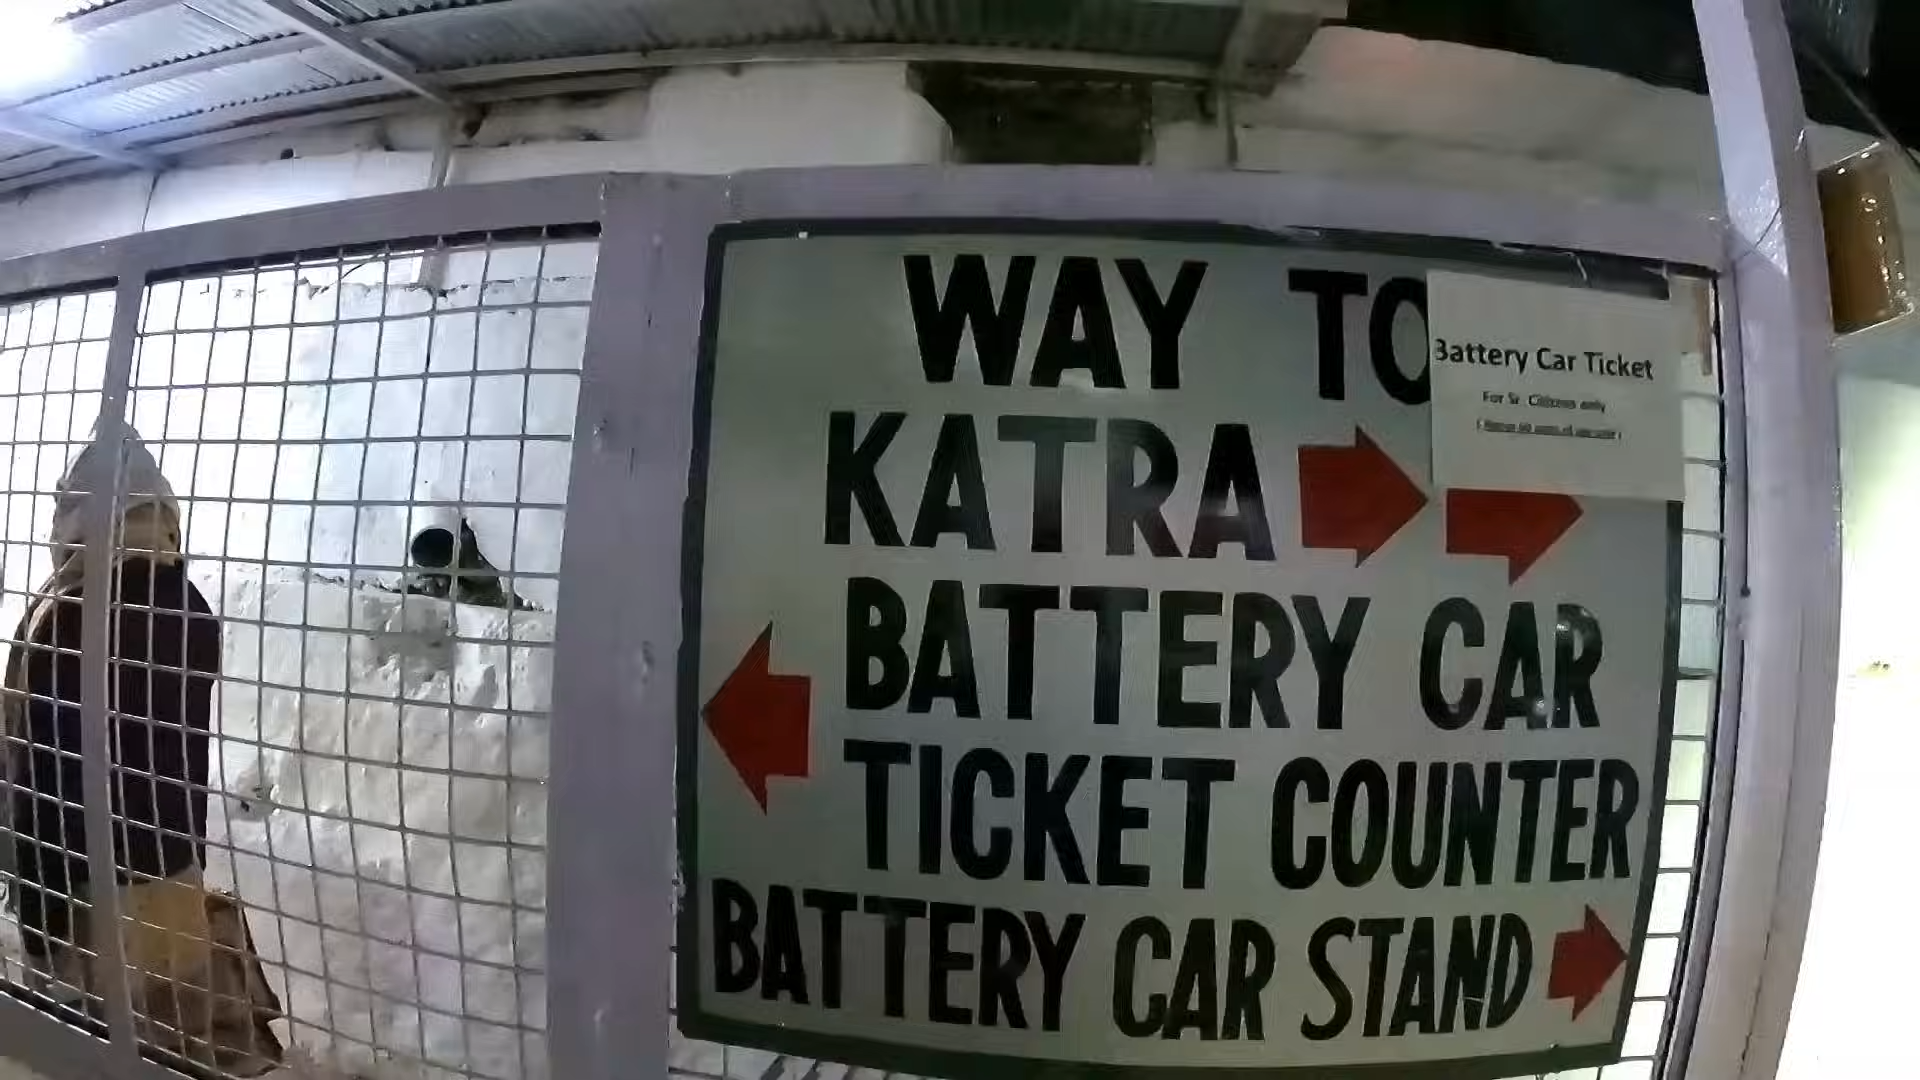 WAY TO
Battery Car Ticket
For Sr. Citizens only
KATRA
BATTERY CAR
TICKET COUNTER
BATTERY CAR STAND